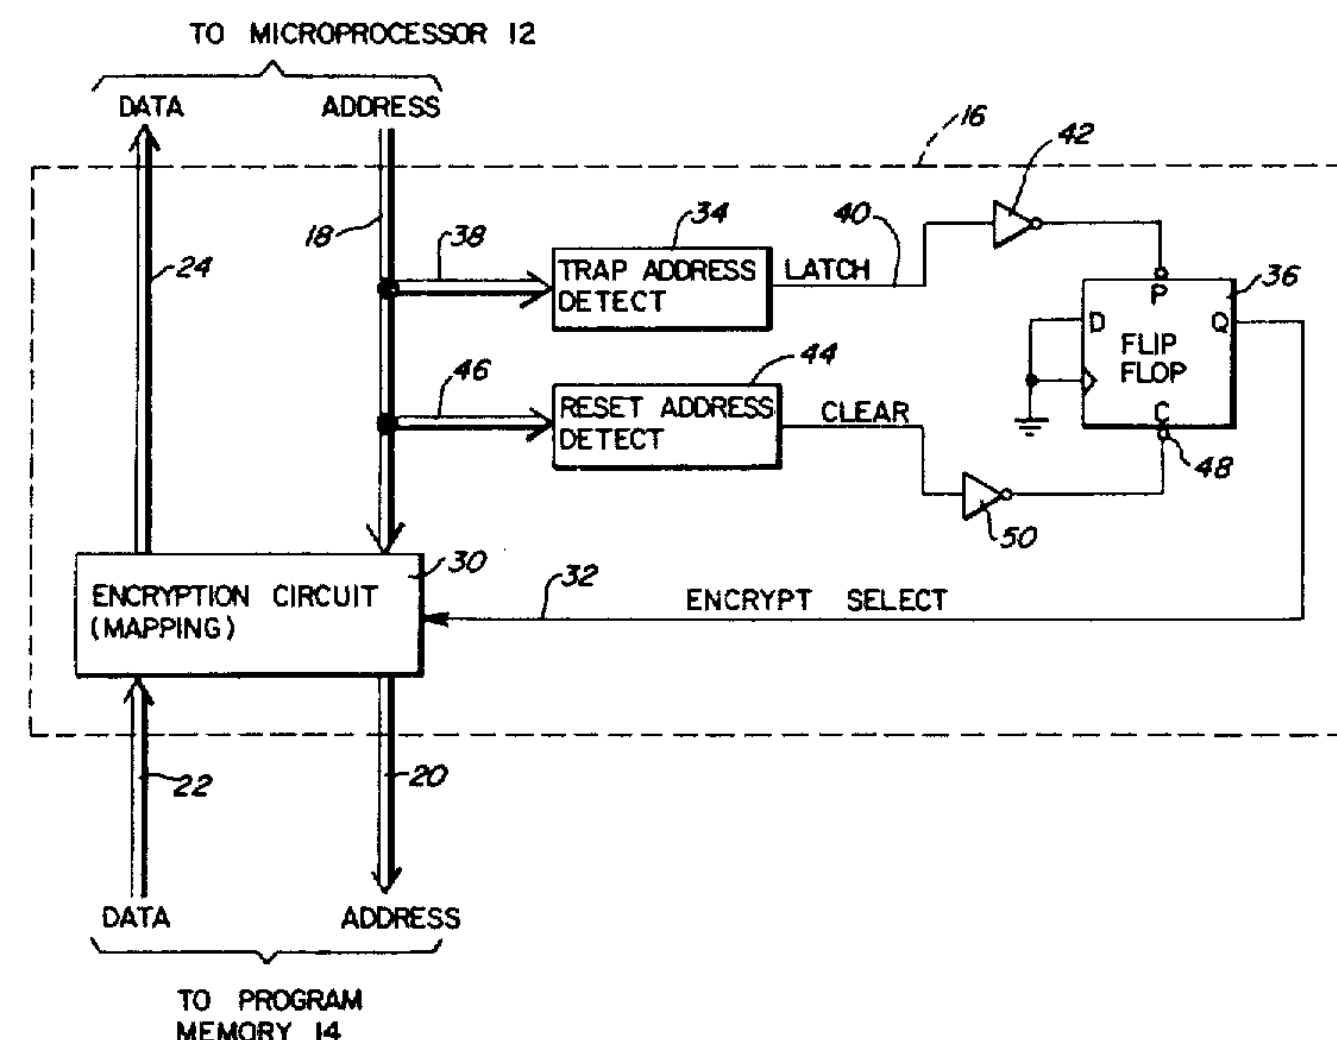 TO MICROPROCESSOR 12
DATA
ADDRESS
16
42
18
38
34
40
24
TRAP ADDRESS
DETECT
LATCH
36
P
D
Q
FLIP
FLOP
C
46
44
RESET ADDRESS
DETECT
CLEAR
48
50
30
32
ENCRYPTION CIRCUIT
(MAPPING)
ENCRYPT SELECT
22
20
DATA
ADDRESS
TO PROGRAM
MEMORY 14